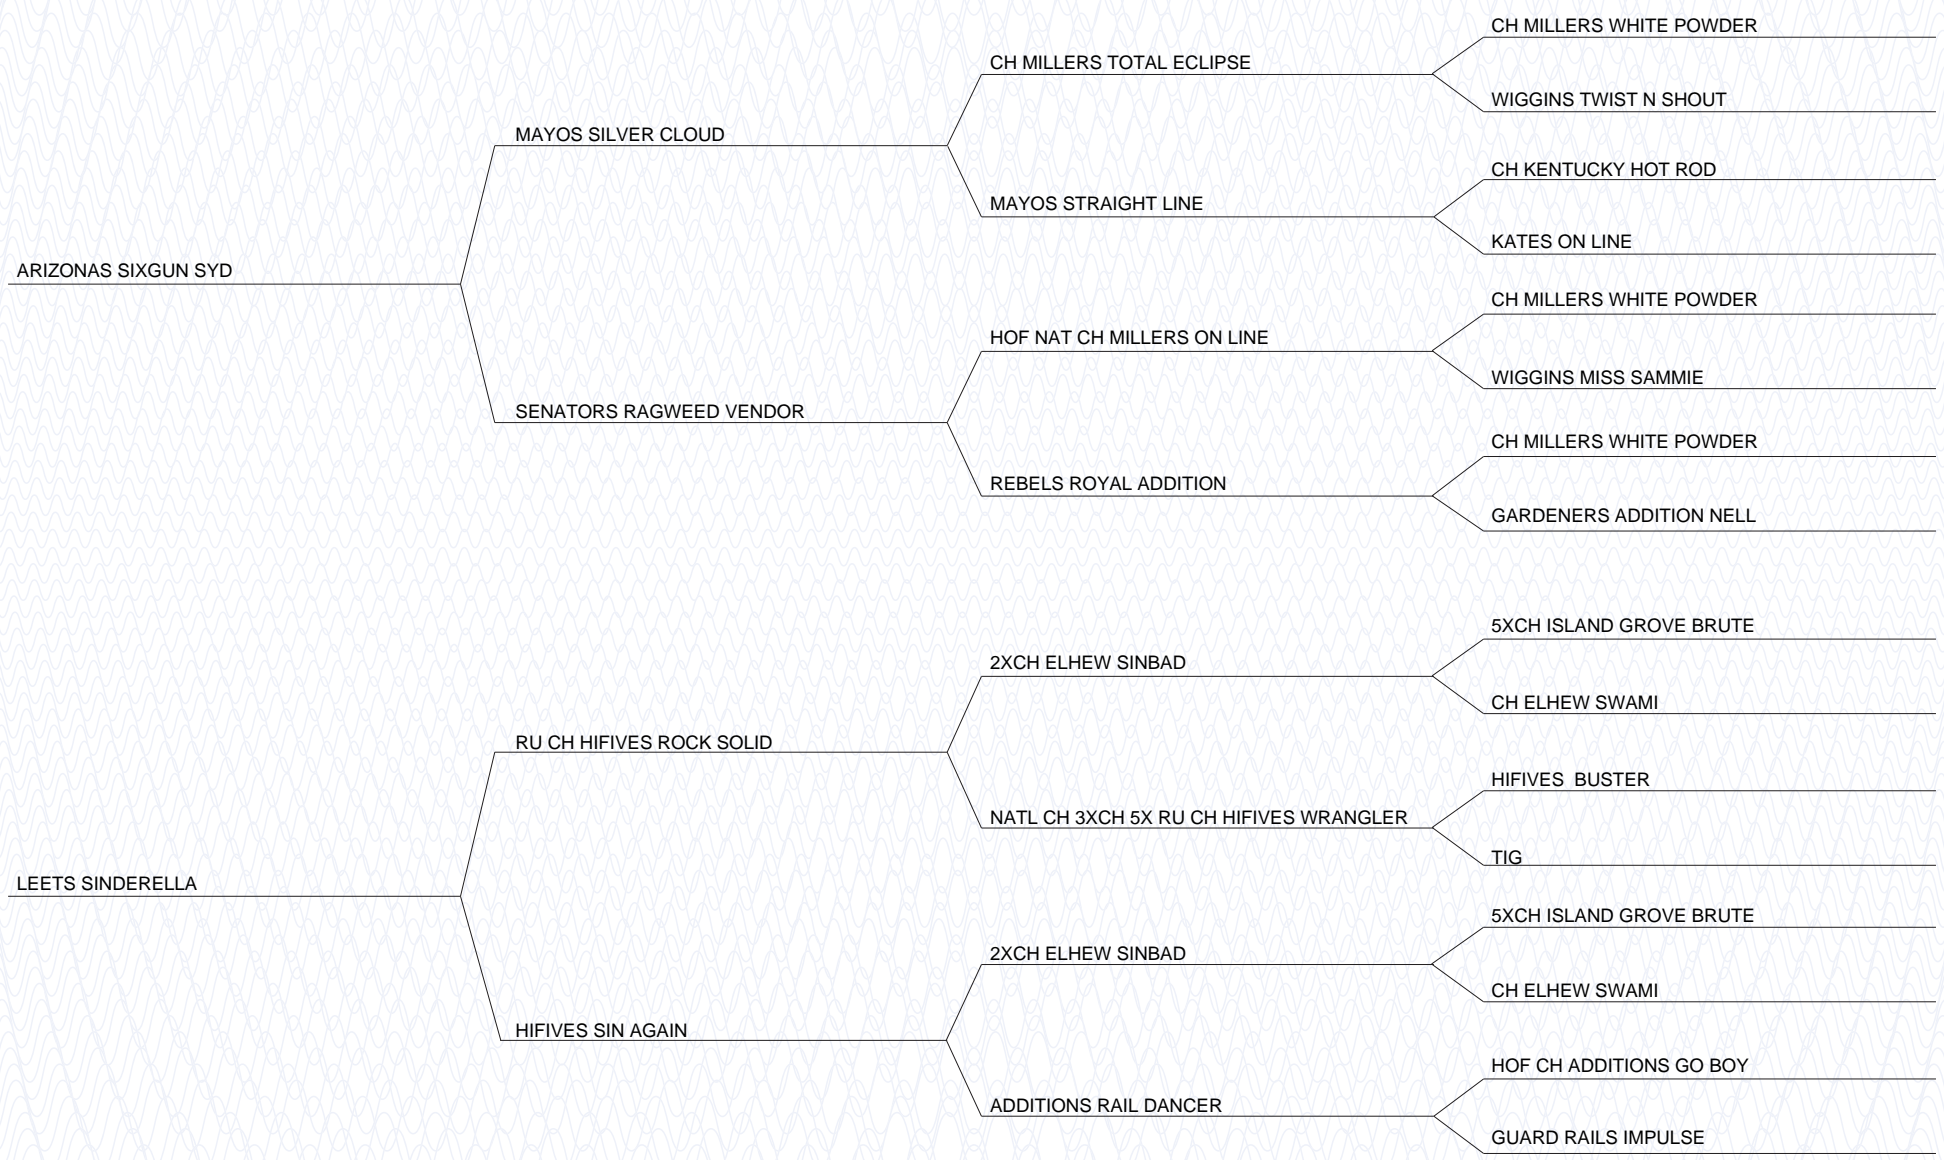 CH MILLERS WHITE POWDER
CH MILLERS TOTAL ECLIPSE
WIGGINS TWIST N SHOUT
MAYOS SILVER CLOUD
CH KENTUCKY HOT ROD
MAYOS STRAIGHT LINE
KATES ON LINE
ARIZONAS SIXGUN SYD
CH MILLERS WHITE POWDER
HOF NAT CH MILLERS ON LINE
WIGGINS MISS SAMMIE
SENATORS RAGWEED VENDOR
CH MILLERS WHITE POWDER
REBELS ROYAL ADDITION
GARDENERS ADDITION NELL
5XCH ISLAND GROVE BRUTE
2XCH ELHEW SINBAD
CH ELHEW SWAMI
RU CH HIFIVES ROCK SOLID
HIFIVES  BUSTER
NATL CH 3XCH 5X RU CH HIFIVES WRANGLER
TIG
LEETS SINDERELLA
5XCH ISLAND GROVE BRUTE
2XCH ELHEW SINBAD
CH ELHEW SWAMI
HIFIVES SIN AGAIN
HOF CH ADDITIONS GO BOY
ADDITIONS RAIL DANCER
GUARD RAILS IMPULSE